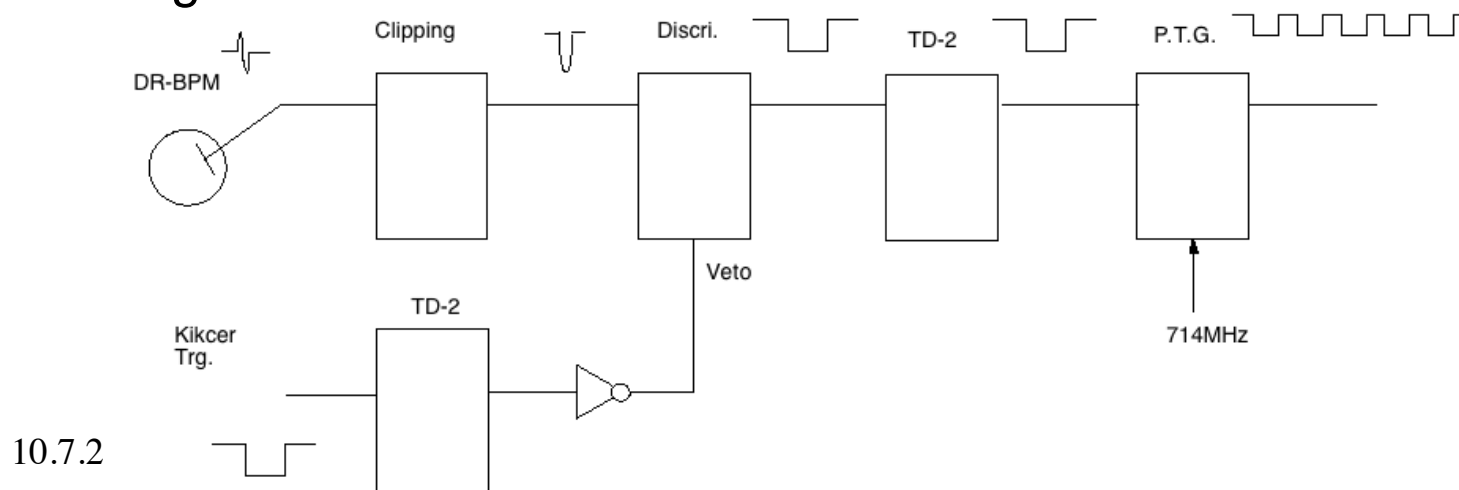 Clipping
Discri.
TD-2
P.T.G.
DR-BPM
Veto
TD-2
Kikcer
Trg.
714MHz
10.7.2